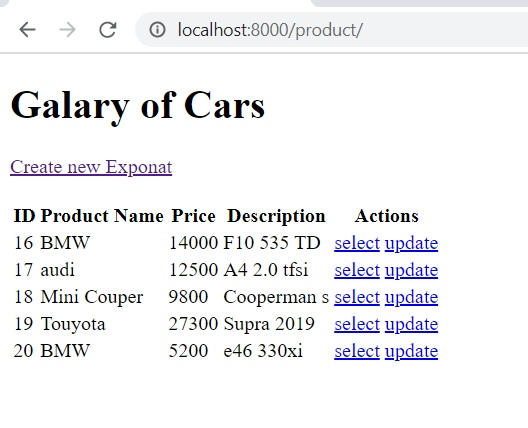 localhost:8000/product/
Galary of Cars
Create new Exponat
ID Product Name Price Description Actions
16 BMW 14000 F10 535 TD select update
17 audi 12500 A4 2.0 tfsi select update
18 Mini Couper 9800 Cooperman s select update
19 Touyota 27300 Supra 2019 select update
20 BMW 5200 e46 330xi select update